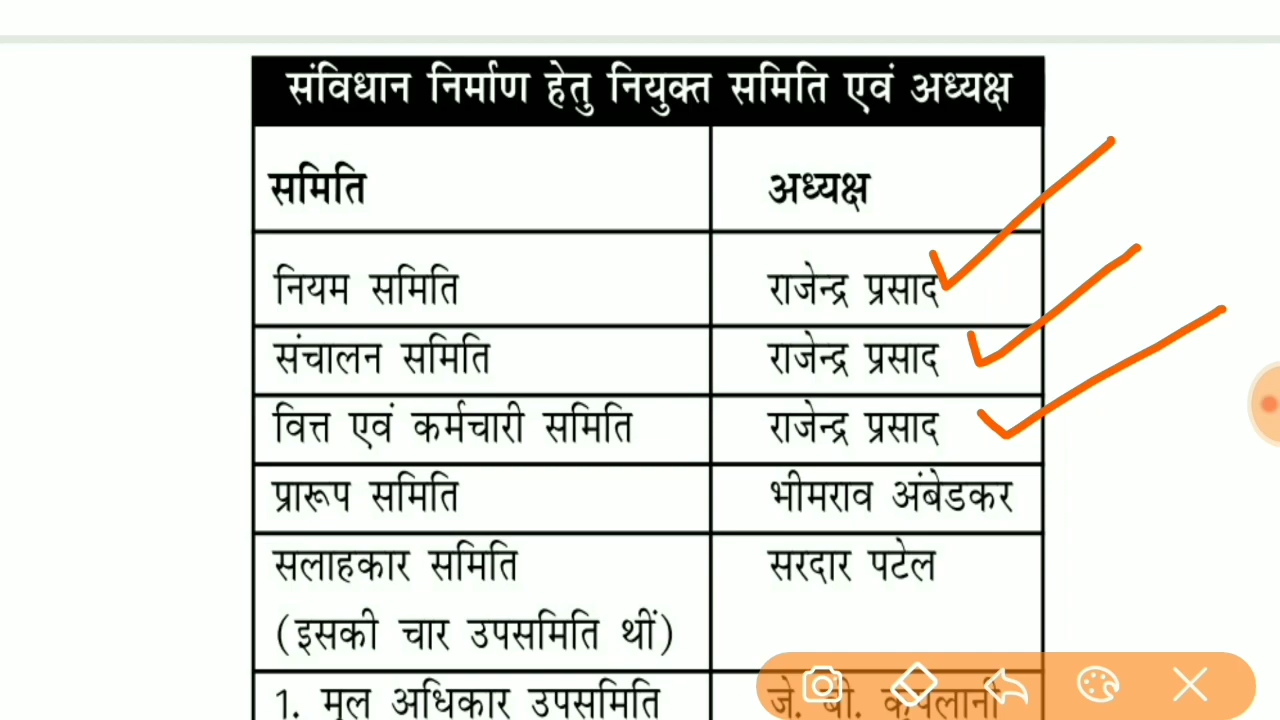 संविधान निर्माण हेतु नियुक्त समिति एवं अध्यक्ष
समिति अध्यक्ष
नियम समिति राजेन्द्र प्रसाद
संचालन समिति राजेन्द्र प्रसाद
वित्त एवं कर्मचारी समिति राजेन्द्र प्रसाद
प्रारूप समिति भीमराव अंबेडकर
सलाहकार समिति सरदार पटेल
(इसकी चार उपसमिति थीं)
1. मूल अधिकार उपसमिति जे. बी. कृपलानी